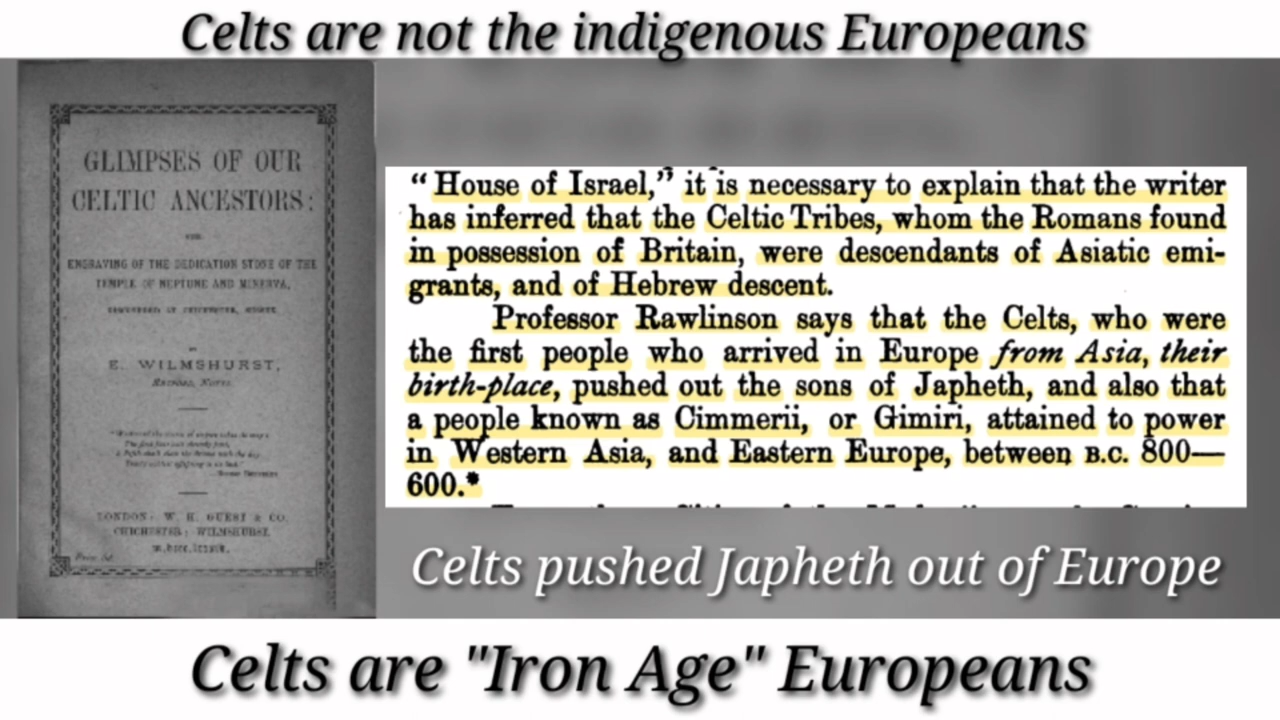 Celts are not the indigenous Europeans
GLIMPSES OF OUR
CELTIC ANCESTORS:
ENGRAVING OF THE DEDICATION STONE OF THE
TEMPLE OF NEPTUNE AND MINERVA,
BY
E. WILMSHURST,
LONDON: W. H. GUEST & CO.
CHICHESTER: WILMSHURST.
"House of Israel," it is necessary to explain that the writer
has inferred that the Celtic Tribes, whom the Romans found
in possession of Britain, were descendants of Asiatic emi-
grants, and of Hebrew descent.
Professor Rawlinson says that the Celts, who were
the first people who arrived in Europe from Asia, their
birth-place, pushed out the sons of Japheth, and also that
a people known as Cimmerii, or Gimiri, attained to power
in Western Asia, and Eastern Europe, between B.C. 800—
600.*
Celts pushed Japheth out of Europe
Celts are "Iron Age" Europeans